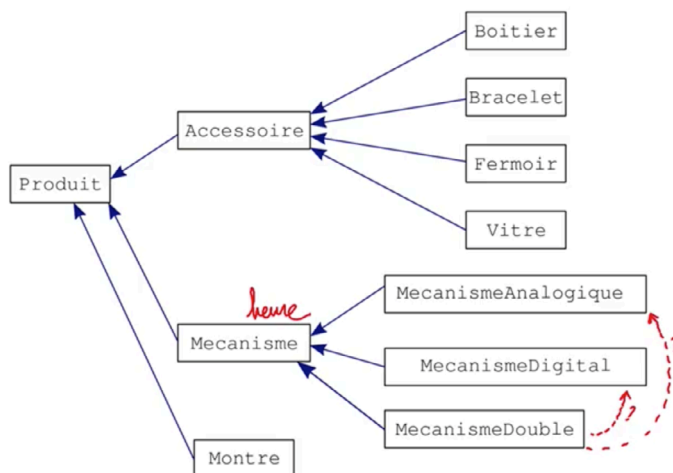 Boitier
Bracelet
Accessoire
Fermoir
Produit
Vitre
MecanismeAnalogique
heure
Mecanisme
MecanismeDigital
MecanismeDouble
Montre